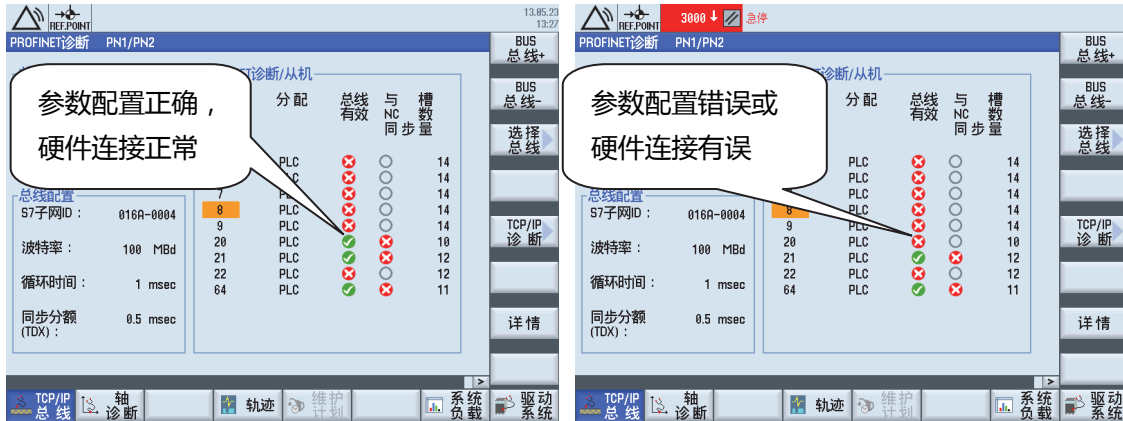 REF.POINT
13.05.23
13:27
PROFINET诊断 PN1/PN2
诊断/从机
参数配置正确，
硬件连接正常
分配
总线有效
与NC同步
槽数量
PLC 14
PLC 14
7 PLC 14
8 PLC 14
9 PLC 14
20 PLC 10
21 PLC 12
22 PLC 12
64 PLC 11
总线配置
S7子网ID： 016A-0004
波特率： 100 MBd
循环时间： 1 msec
同步分额 0.5 msec
(TDX)：
BUS
总线+
BUS
总线-
选择
总线
TCP/IP
诊断
详情
>
TCP/IP
总线
轴
诊断
轨迹
维护
计划
系统
负载
驱动
系统
REF.POINT
3000 急停
PROFINET诊断 PN1/PN2
诊断/从机
参数配置错误或
硬件连接有误
分配
总线有效
与NC同步
槽数量
PLC 14
PLC 14
PLC 14
8 PLC 14
9 PLC 14
20 PLC 10
21 PLC 12
22 PLC 12
64 PLC 11
总线配置
S7子网ID： 016A-0004
波特率： 100 MBd
循环时间： 1 msec
同步分额 0.5 msec
(TDX)：
BUS
总线+
BUS
总线-
选择
总线
TCP/IP
诊断
详情
>
TCP/IP
总线
轴
诊断
轨迹
维护
计划
系统
负载
驱动
系统